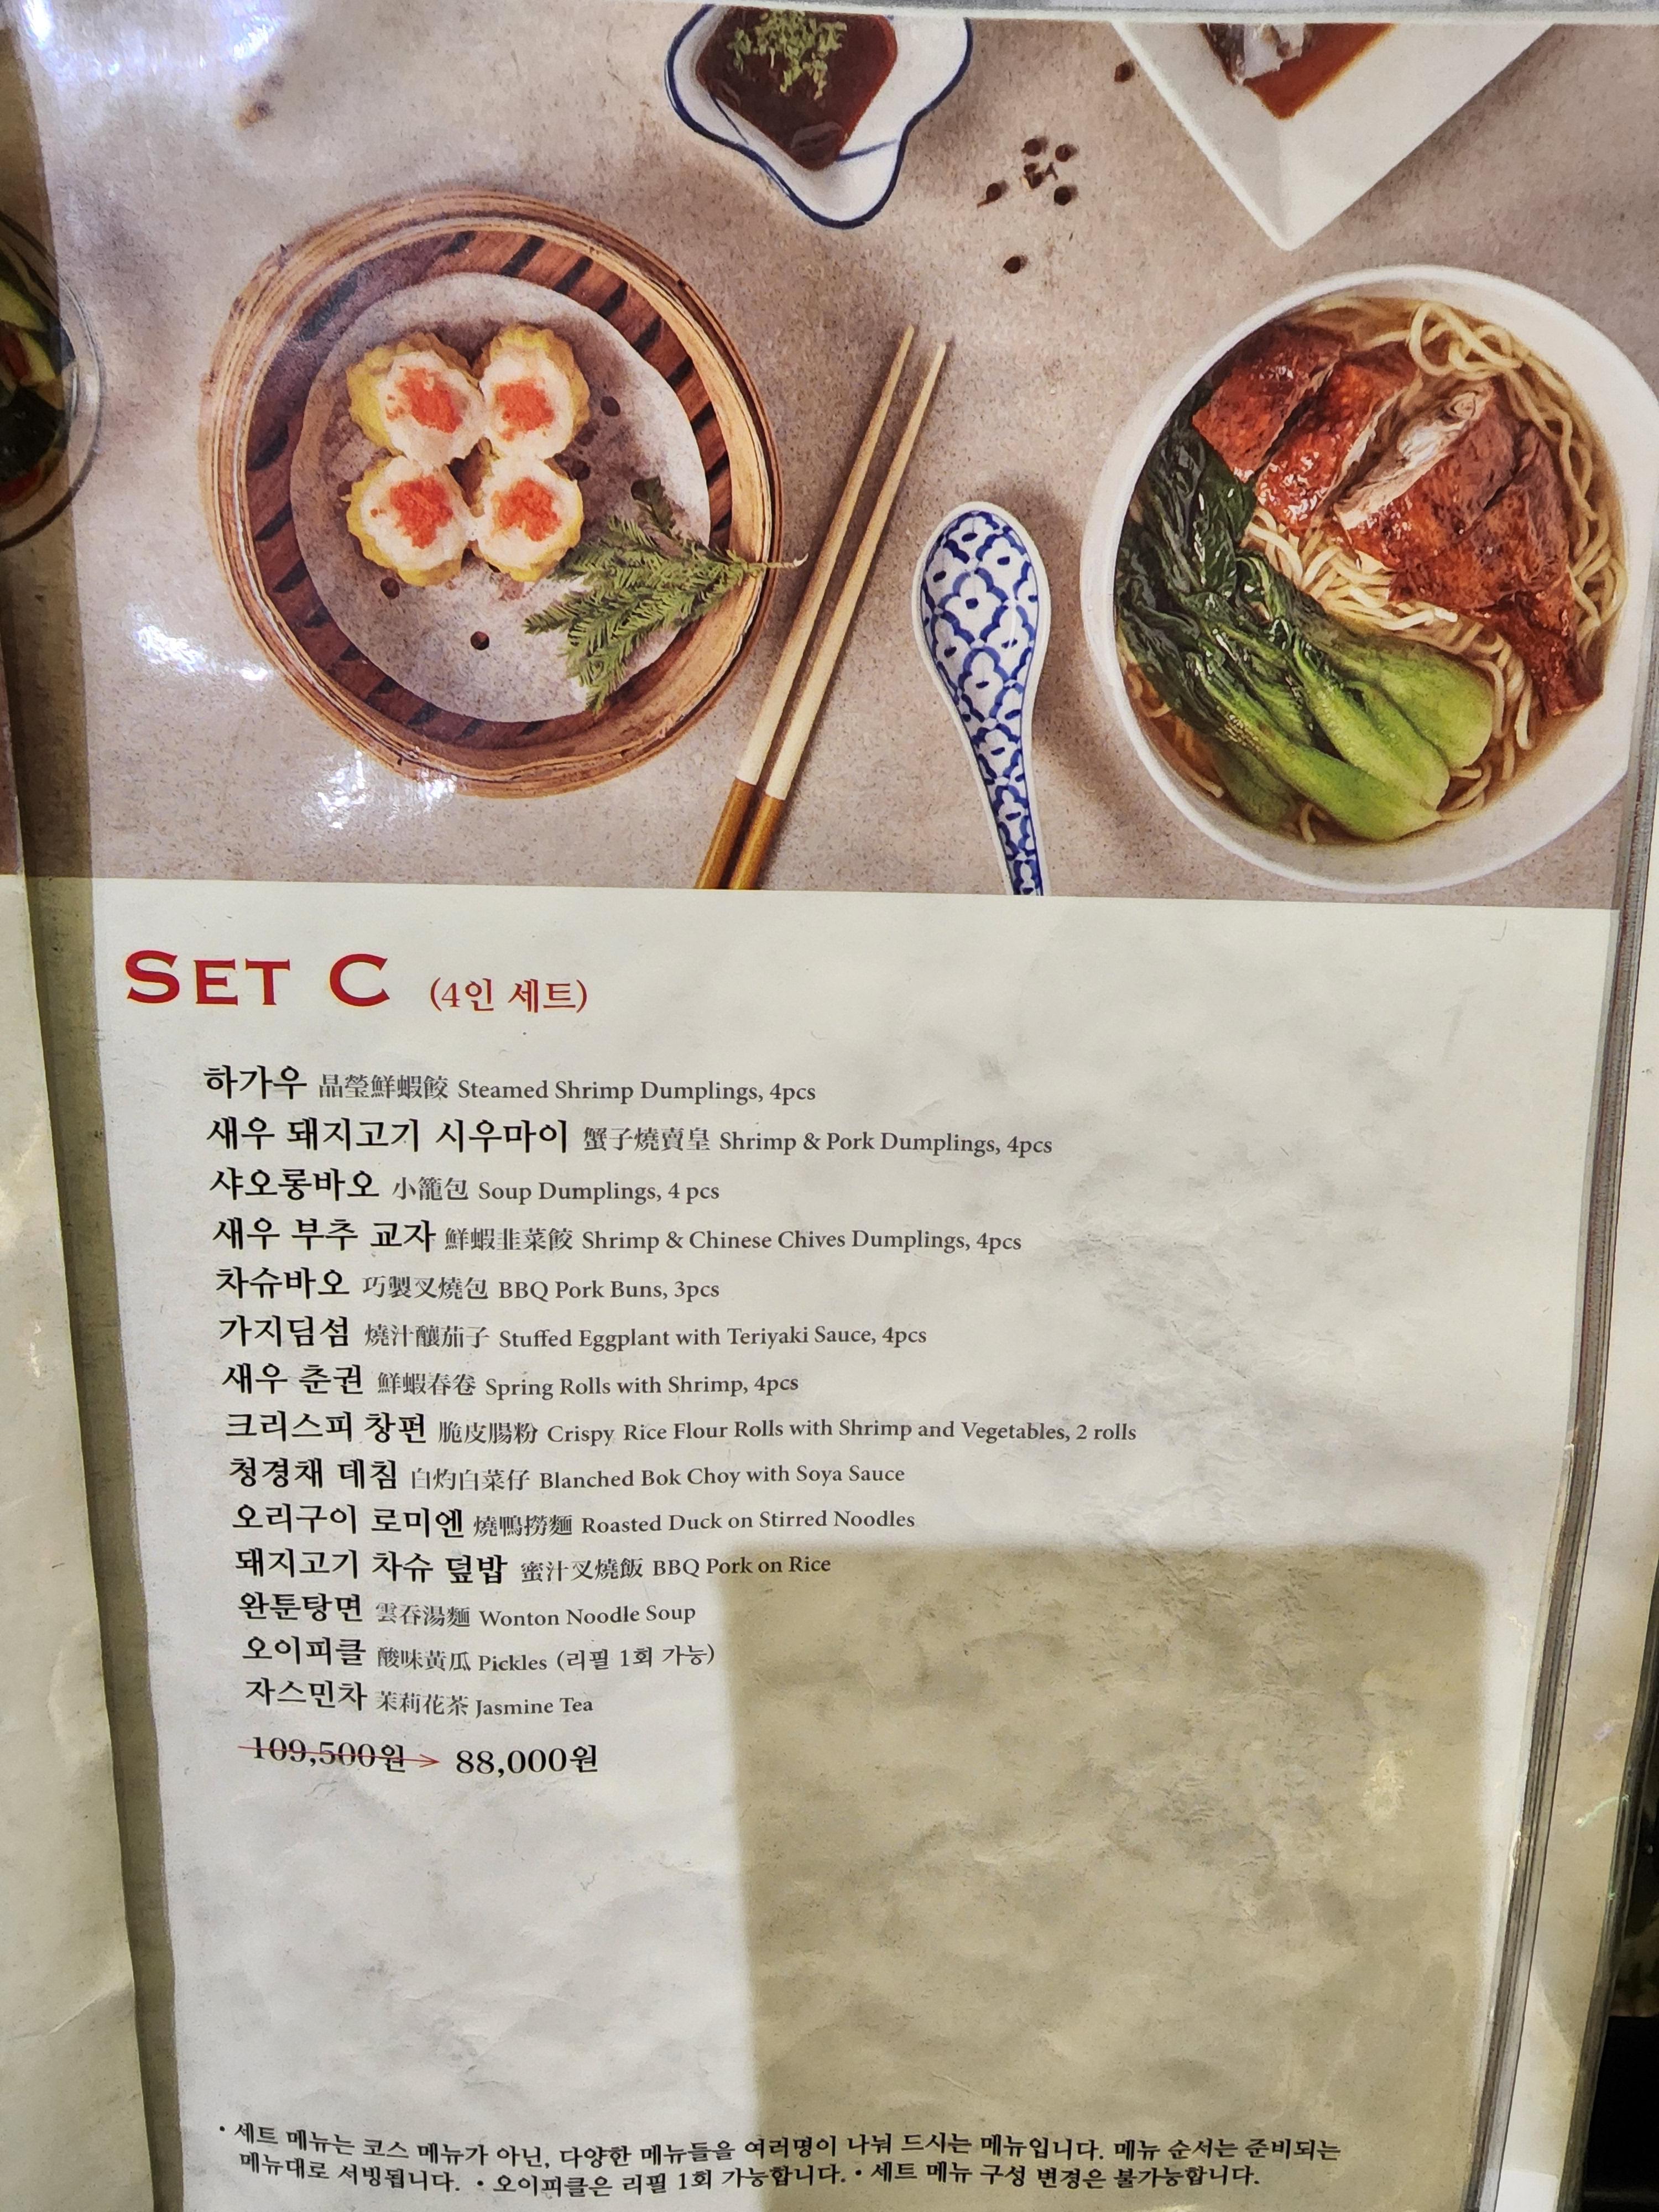 SET C (4인 세트)
하가우 晶瑩鮮蝦餃 Steamed Shrimp Dumplings, 4pcs
새우 돼지고기 시우마이 蟹子燒賣皇 Shrimp & Pork Dumplings, 4pcs
샤오롱바오 小籠包 Soup Dumplings, 4 pcs
새우 부추 교자 鮮蝦韭菜餃 Shrimp & Chinese Chives Dumplings, 4pcs
차슈바오 巧製叉燒包 BBQ Pork Buns, 3pcs
가지딤섬 燒汁釀茄子 Stuffed Eggplant with Teriyaki Sauce, 4pcs
새우 춘권 鮮蝦春卷 Spring Rolls with Shrimp, 4pcs
크리스피 창펀 脆皮腸粉 Crispy Rice Flour Rolls with Shrimp and Vegetables, 2 rolls
청경채 데침 白灼白菜仔 Blanched Bok Choy with Soya Sauce
오리구이 로미엔 燒鴨撈麵 Roasted Duck on Stirred Noodles
돼지고기 차슈 덮밥 蜜汁叉燒飯 BBQ Pork on Rice
완툰탕면 雲吞湯麵 Wonton Noodle Soup
오이피클 酸味黃瓜 Pickles (리필 1회 가능)
자스민차 茉莉花茶 Jasmine Tea
109,500원 → 88,000원
• 세트 메뉴는 코스 메뉴가 아닌, 다양한 메뉴들을 여러명이 나눠 드시는 메뉴입니다. 메뉴 순서는 준비되는
메뉴대로 서빙됩니다. • 오이피클은 리필 1회 가능합니다. • 세트 메뉴 구성 변경은 불가능합니다.